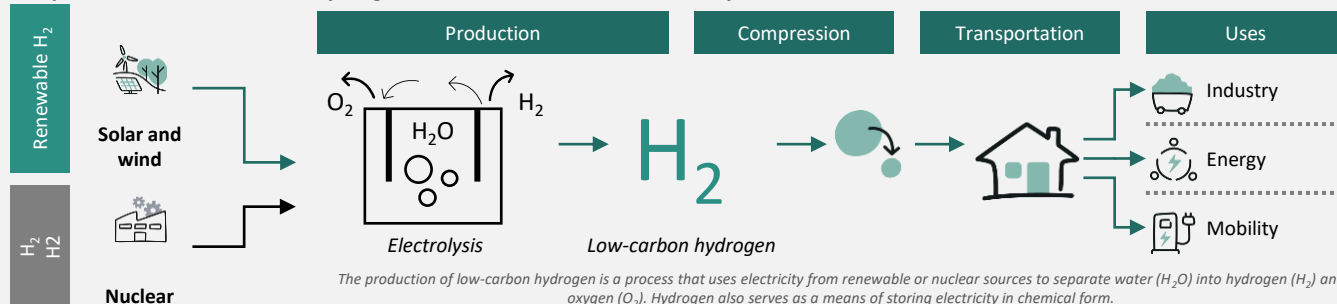 Production
Compression
Transportation
Uses
Renewable H₂
Solar and
wind
O₂
H₂
H₂O
H₂
Industry
Energy
Mobility
H₂
H2
Nuclear
Electrolysis
Low-carbon hydrogen
The production of low-carbon hydrogen is a process that uses electricity from renewable or nuclear sources to separate water (H₂O) into hydrogen (H₂) an
oxygen (O₂). Hydrogen also serves as a means of storing electricity in chemical form.